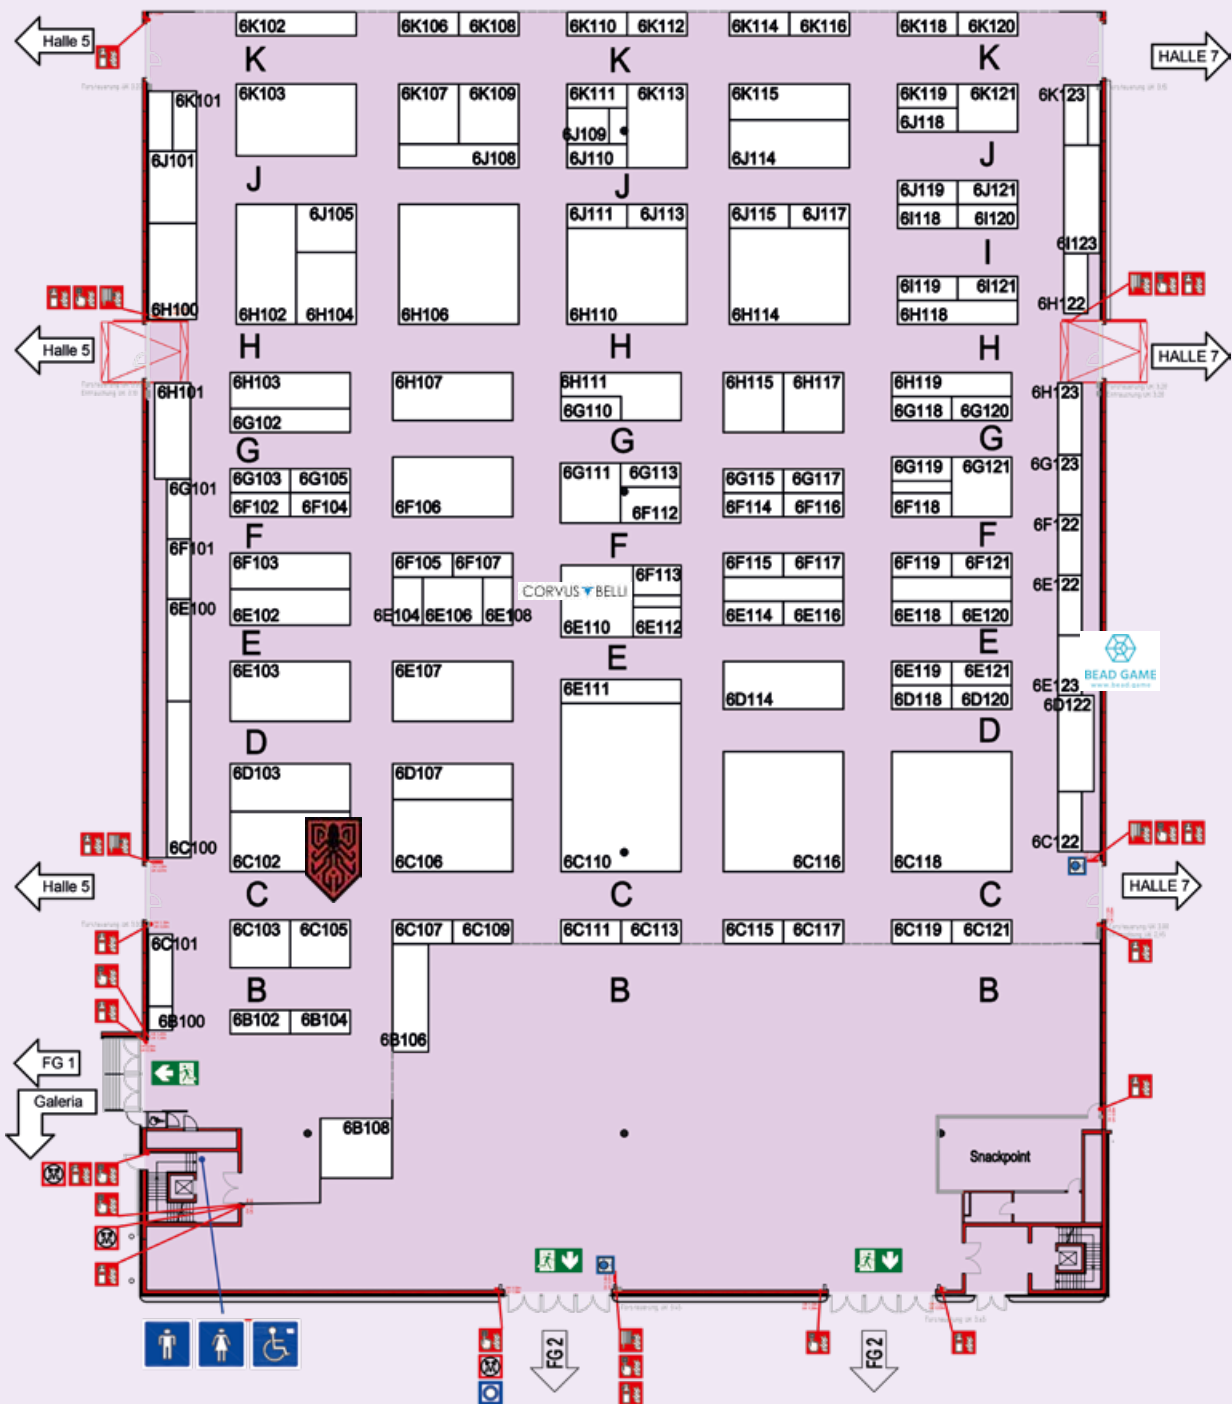 6K102
6K106 6K108
6K110 6K112
6K114 6K116
6K118 6K120
Halle 5
HALLE 7
K K K
6K101
6K103
6K107 6K109
6K111 6K113
6K115
6K119 6K121
6K123
6J109
6J118
6J101
6J108
6J110
6J114
J J J
6J105
6J111 6J113
6J115 6J117
6J119 6J121
6I118 6I120
I
6I123
6I119 6I121
6H100
6H102 6H104
6H106
6H110
6H114
6H118
6H122
Halle 5
HALLE 7
H H H
6H101
6H103
6H107
6H111
6H115 6H117
6H119
6H123
6G102
6G110
6G118 6G120
G G G
6G101
6G103 6G105
6G111 6G113
6G115 6G117
6G119 6G121
6G123
6F102 6F104
6F106
6F112
6F114 6F116
6F118
6F122
F F F
6F101
6F103
6F105 6F107
6F113
6F115 6F117
6F119 6F121
CORVUS BELLI
6E100
6E102
6E104 6E106 6E108
6E110 6E112
6E114 6E116
6E118 6E120
6E122
E E E
6E103
6E107
6E111
6E119 6E121
6E123
BEAD GAME
www.bead.game
6D114
6D118 6D120
6D122
D D
6D103
6D107
6C100
6C102
6C106
6C110
6C116
6C118
6C122
Halle 5
HALLE 7
C C C
6C101
6C103 6C105
6C107 6C109
6C111 6C113
6C115 6C117
6C119 6C121
B B B
6B100
6B102 6B104
6B106
FG 1
Galeria
6B108
Snackpoint
FG 2
FG 2